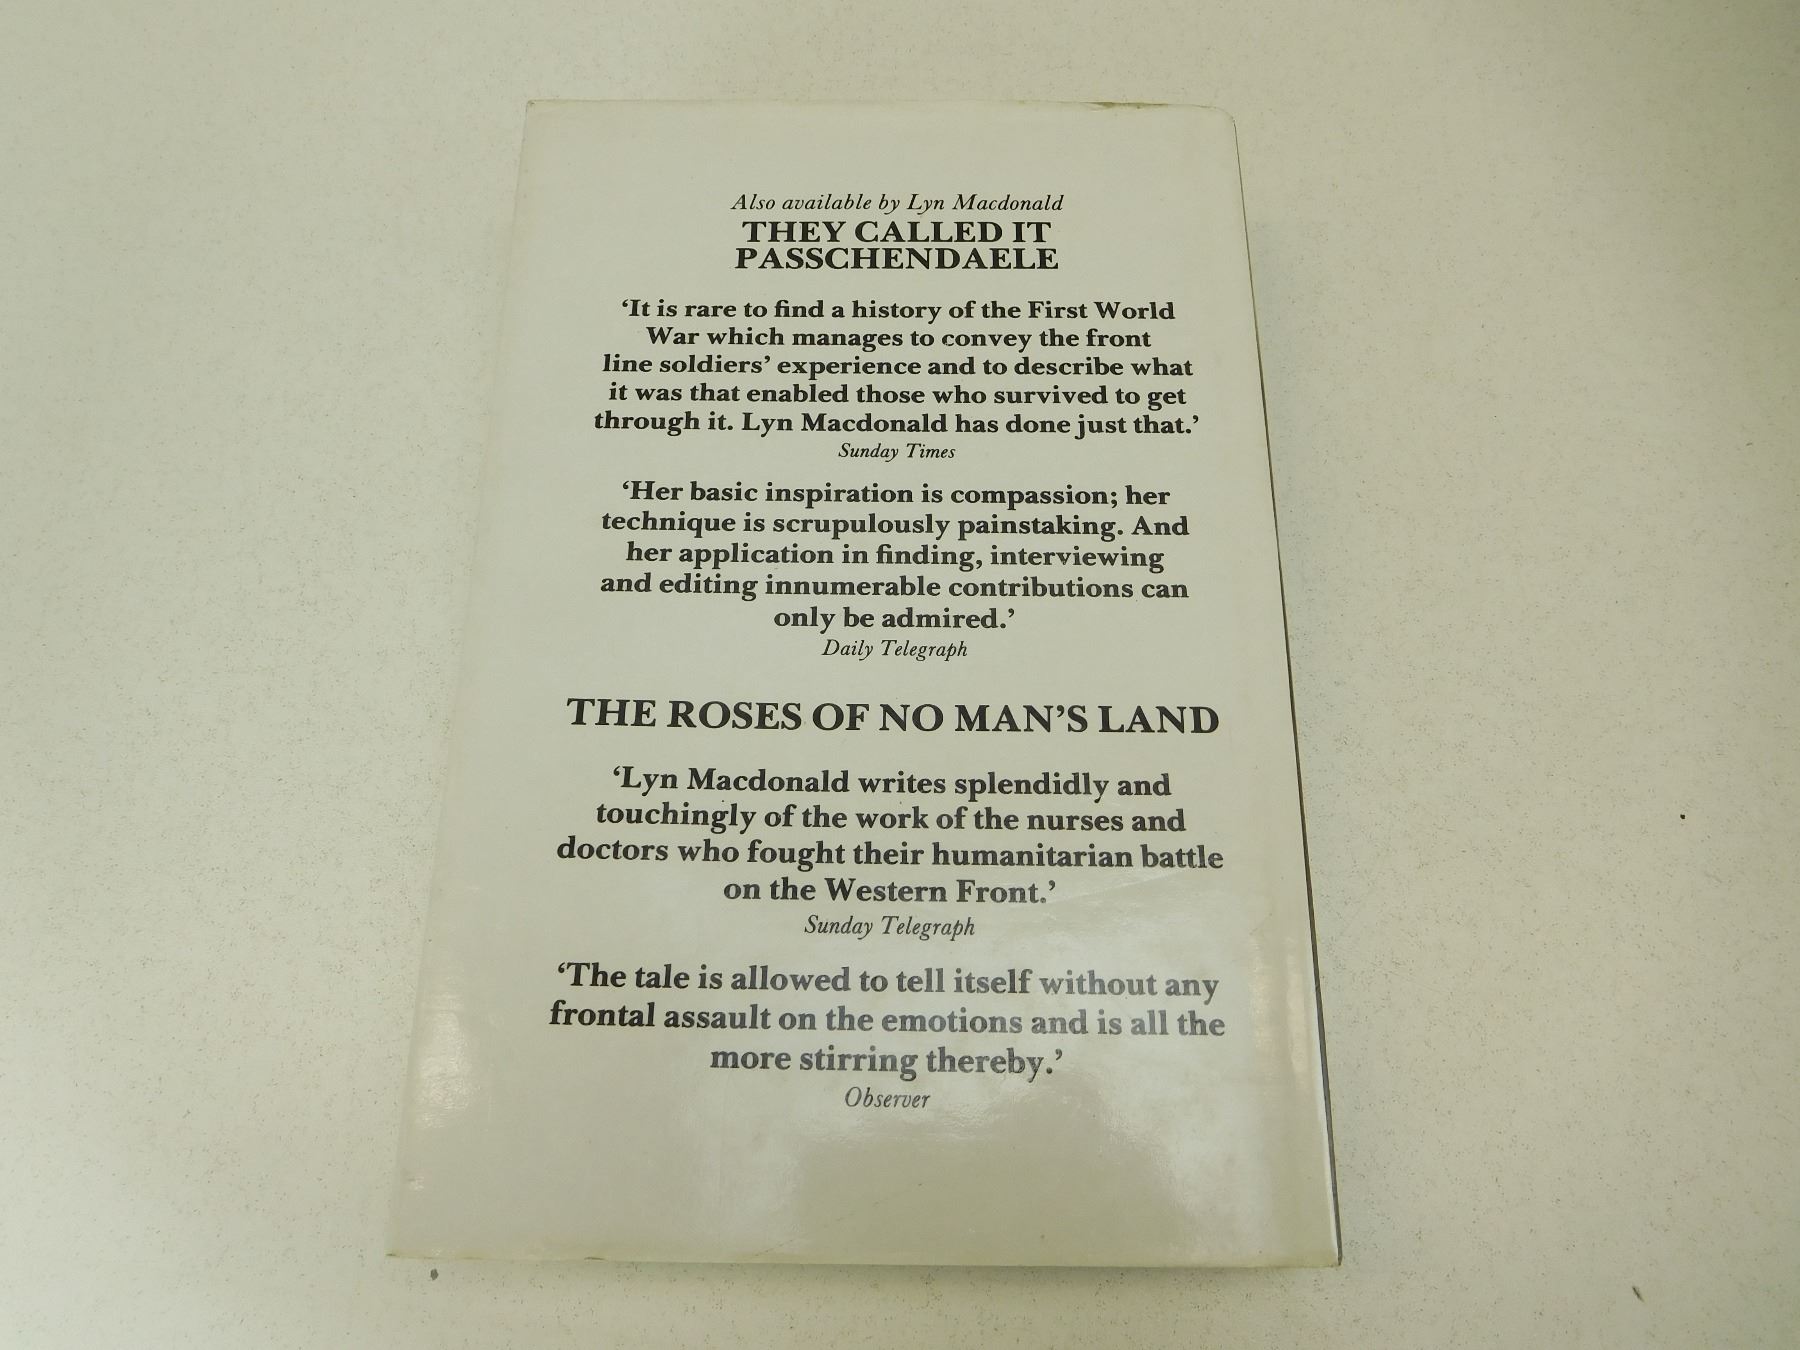 Also available by Lyn Macdonald
THEY CALLED IT
PASSCHENDAELE
‘It is rare to find a history of the First World
War which manages to convey the front
line soldiers’ experience and to describe what
it was that enabled those who survived to get
through it. Lyn Macdonald has done just that.’
Sunday Times
‘Her basic inspiration is compassion; her
technique is scrupulously painstaking. And
her application in finding, interviewing
and editing innumerable contributions can
only be admired.’
Daily Telegraph
THE ROSES OF NO MAN’S LAND
‘Lyn Macdonald writes splendidly and
touchingly of the work of the nurses and
doctors who fought their humanitarian battle
on the Western Front.’
Sunday Telegraph
‘The tale is allowed to tell itself without any
frontal assault on the emotions and is all the
more stirring thereby.’
Observer